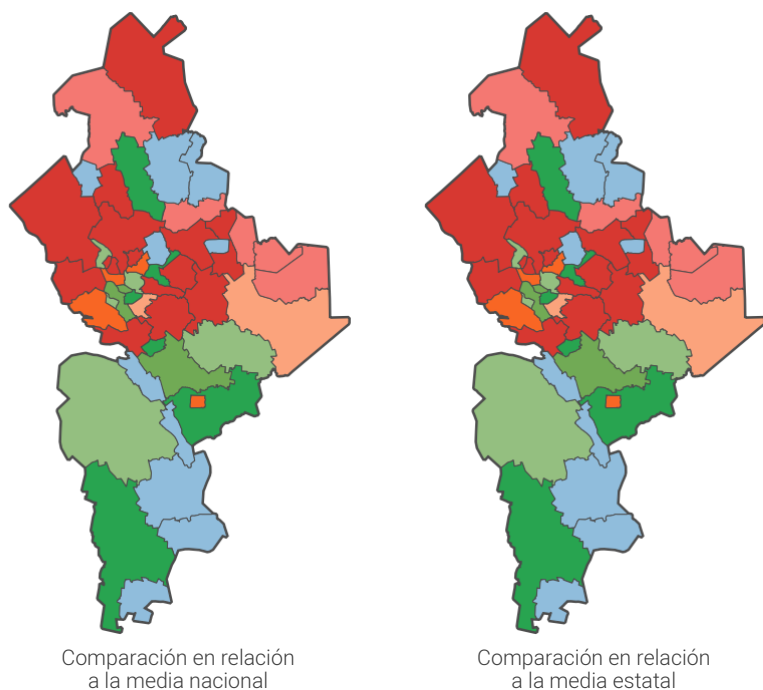 Comparación en relación
a la media nacional
Comparación en relación
a la media estatal